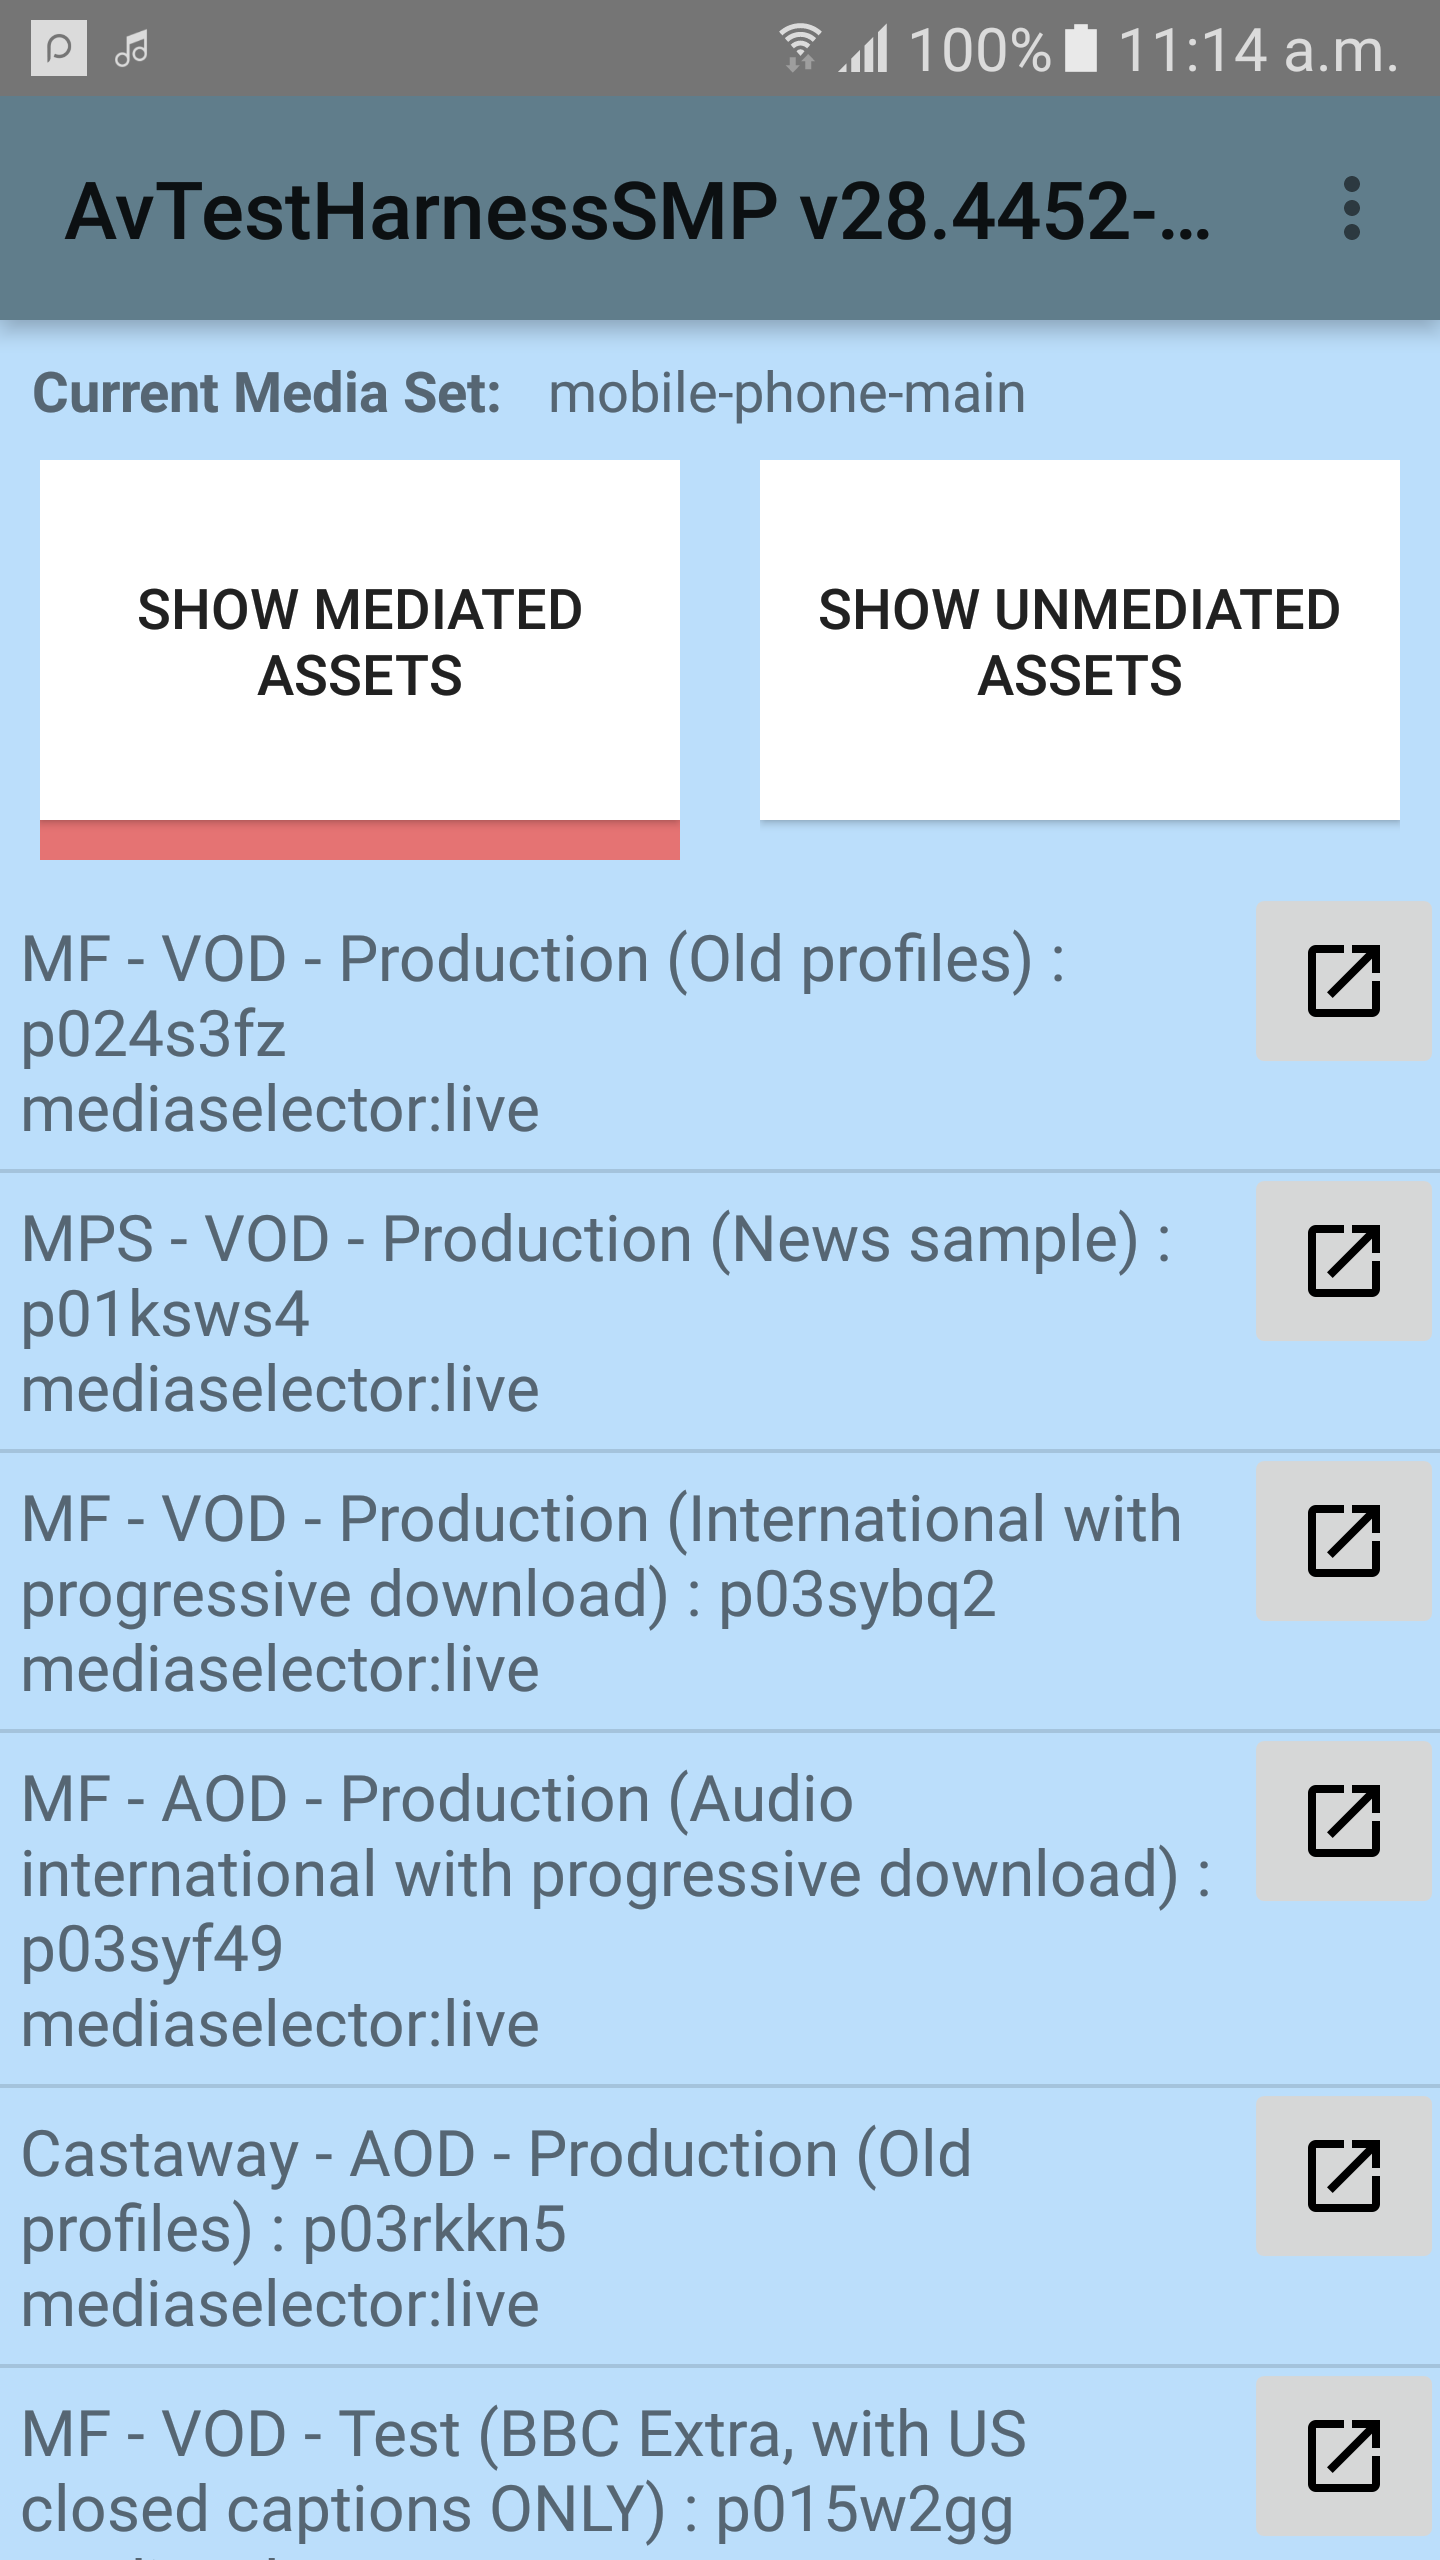 100% 11:14 a.m.
AvTestHarnessSMP v28.4452-...
Current Media Set: mobile-phone-main
SHOW MEDIATED
ASSETS
SHOW UNMEDIATED
ASSETS
MF - VOD - Production (Old profiles) :
p024s3fz
mediaselector:live
MPS - VOD - Production (News sample) :
p01ksws4
mediaselector:live
MF - VOD - Production (International with
progressive download) : p03sybq2
mediaselector:live
MF - AOD - Production (Audio
international with progressive download) :
p03syf49
mediaselector:live
Castaway - AOD - Production (Old
profiles) : p03rkkn5
mediaselector:live
MF - VOD - Test (BBC Extra, with US
closed captions ONLY) : p015w2gg